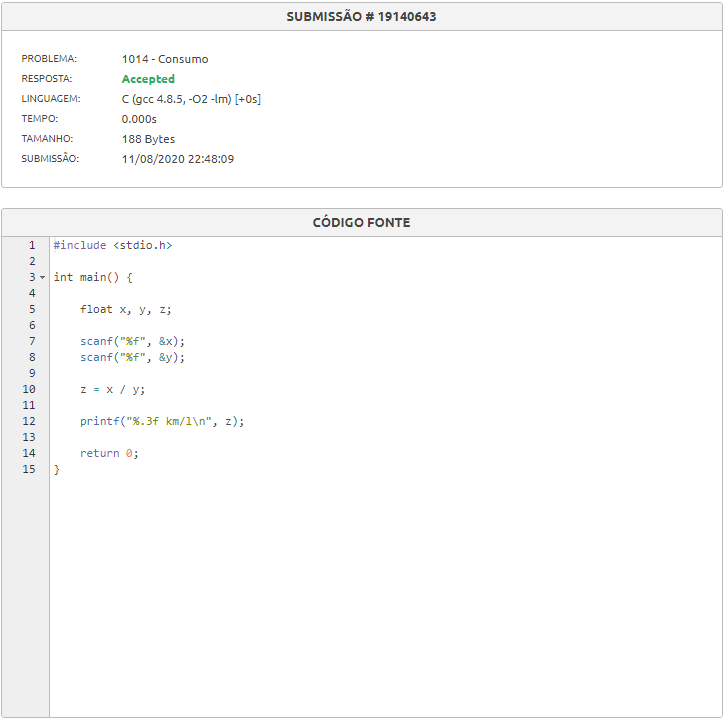 SUBMISSÃO # 19140643
PROBLEMA: 1014 - Consumo
RESPOSTA: Accepted
LINGUAGEM: C (gcc 4.8.5, -O2 -lm) [+0s]
TEMPO: 0.000s
TAMANHO: 188 Bytes
SUBMISSÃO: 11/08/2020 22:48:09
CÓDIGO FONTE
1 #include <stdio.h>
2
3 int main() {
4
5 float x, y, z;
6
7 scanf("%f", &x);
8 scanf("%f", &y);
9
10 z = x / y;
11
12 printf("%.3f km/l\n", z);
13
14 return 0;
15 }